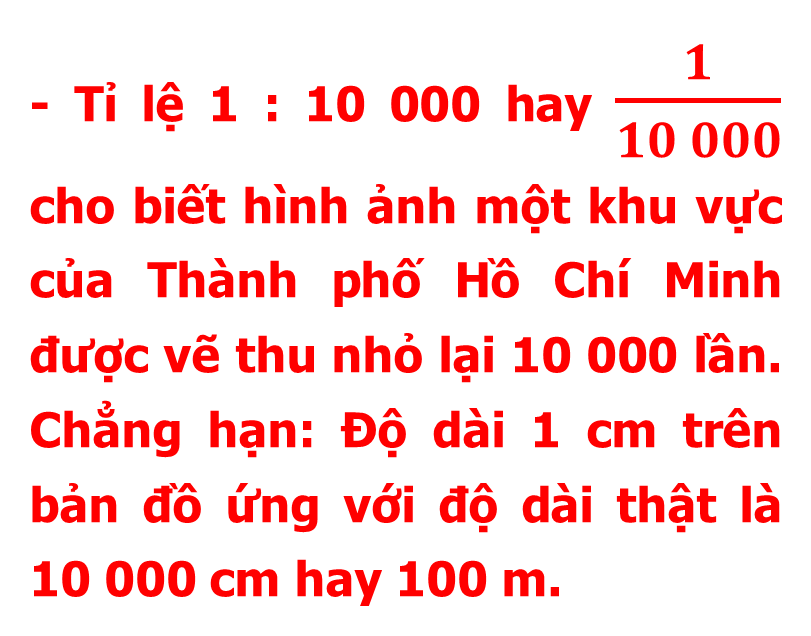 - Tỉ lệ 1 : 10 000 hay 1/10 000
cho biết hình ảnh một khu vực
của Thành phố Hồ Chí Minh
được vẽ thu nhỏ lại 10 000 lần.
Chẳng hạn: Độ dài 1 cm trên
bản đồ ứng với độ dài thật là
10 000 cm hay 100 m.